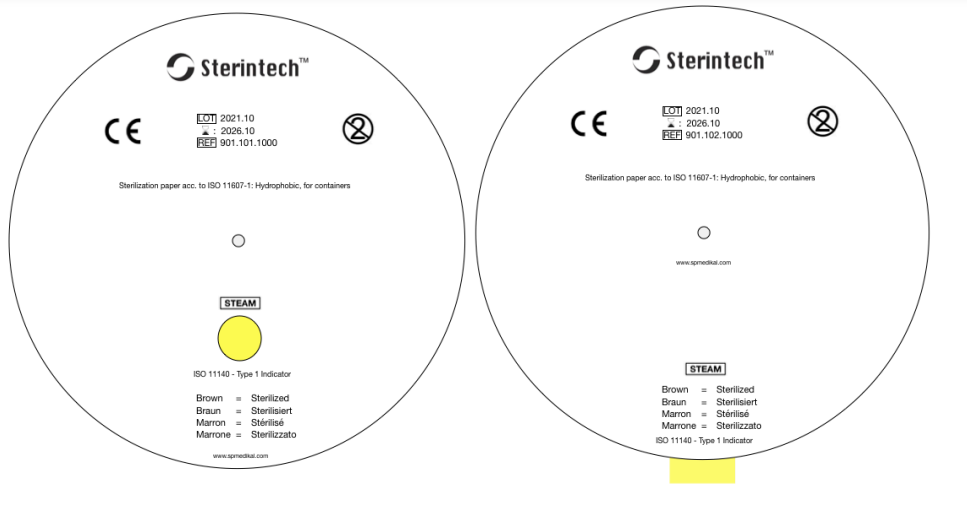 Sterintech™
LOT 2021.10
: 2026.10
REF 901.101.1000
2
Sterilization paper acc. to ISO 11607-1: Hydrophobic, for containers
STEAM
ISO 11140 - Type 1 Indicator
Brown = Sterilized
Braun = Sterilisiert
Marron = Stérilisé
Marrone = Sterilizzato
www.spmedikal.com
Sterintech™
LOT 2021.10
: 2026.10
REF 901.102.1000
2
Sterilization paper acc. to ISO 11607-1: Hydrophobic, for containers
www.spmedikal.com
STEAM
Brown = Sterilized
Braun = Sterilisiert
Marron = Stérilisé
Marrone = Sterilizzato
ISO 11140 - Type 1 Indicator